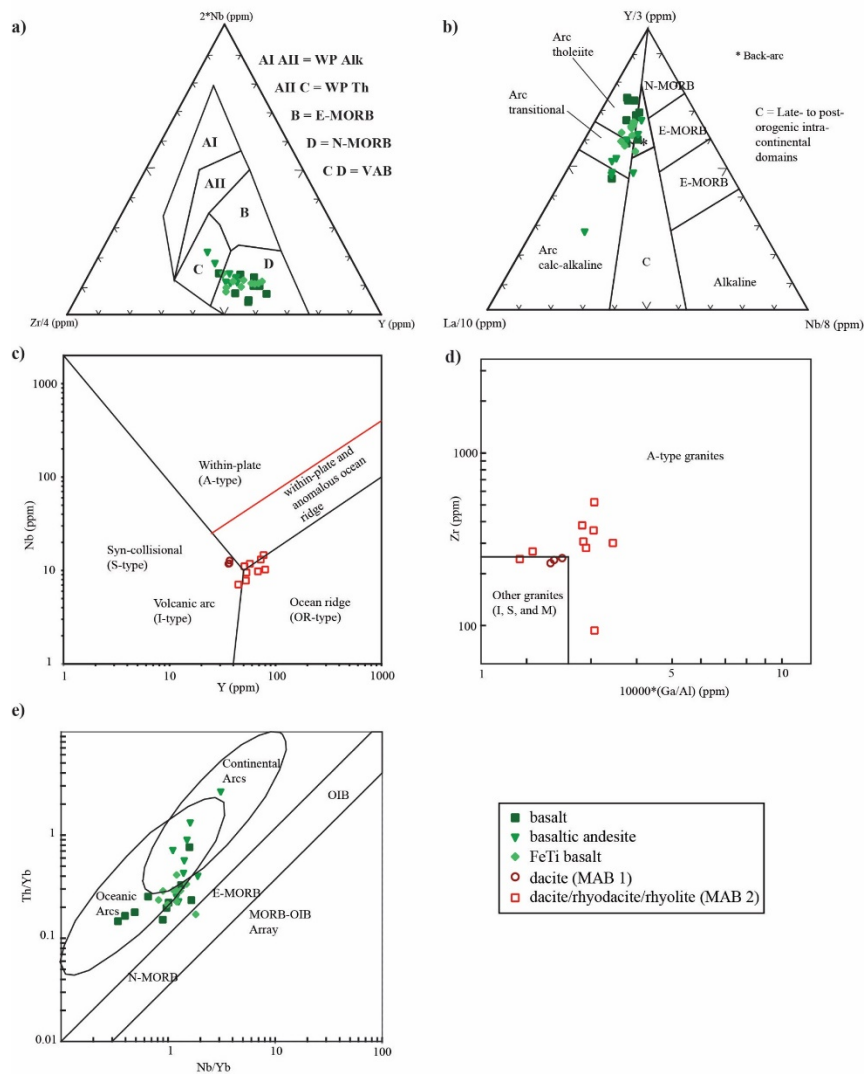 a)
2*Nb (ppm)
AI AII = WP Alk
AII C = WP Th
B = E-MORB
D = N-MORB
C D = VAB
AI
AII
B
C
D
Zr/4 (ppm)
Y (ppm)
b)
Y/3 (ppm)
Arc
tholeiite
* Back-arc
Arc
transitional
N-MORB
C = Late- to post-
orogenic intra-
continental
domains
E-MORB
*
E-MORB
Arc
calc-alkaline
C
Alkaline
La/10 (ppm)
Nb/8 (ppm)
c)
Nb (ppm)
1000
100
10
1
Within-plate
(A-type)
within-plate and
anomalous ocean
ridge
Syn-collisional
(S-type)
Volcanic arc
(I-type)
Ocean ridge
(OR-type)
1
10
100
1000
Y (ppm)
d)
Zr (ppm)
1000
100
A-type granites
Other granites
(I, S, and M)
1
5
10
10000*(Ga/Al) (ppm)
e)
Th/Yb
1
0.1
0.01
Continental
Arcs
OIB
Oceanic
Arcs
E-MORB
MORB-OIB
Array
N-MORB
1
10
100
Nb/Yb
basalt
basaltic andesite
FeTi basalt
dacite (MAB 1)
dacite/rhyodacite/rhyolite (MAB 2)